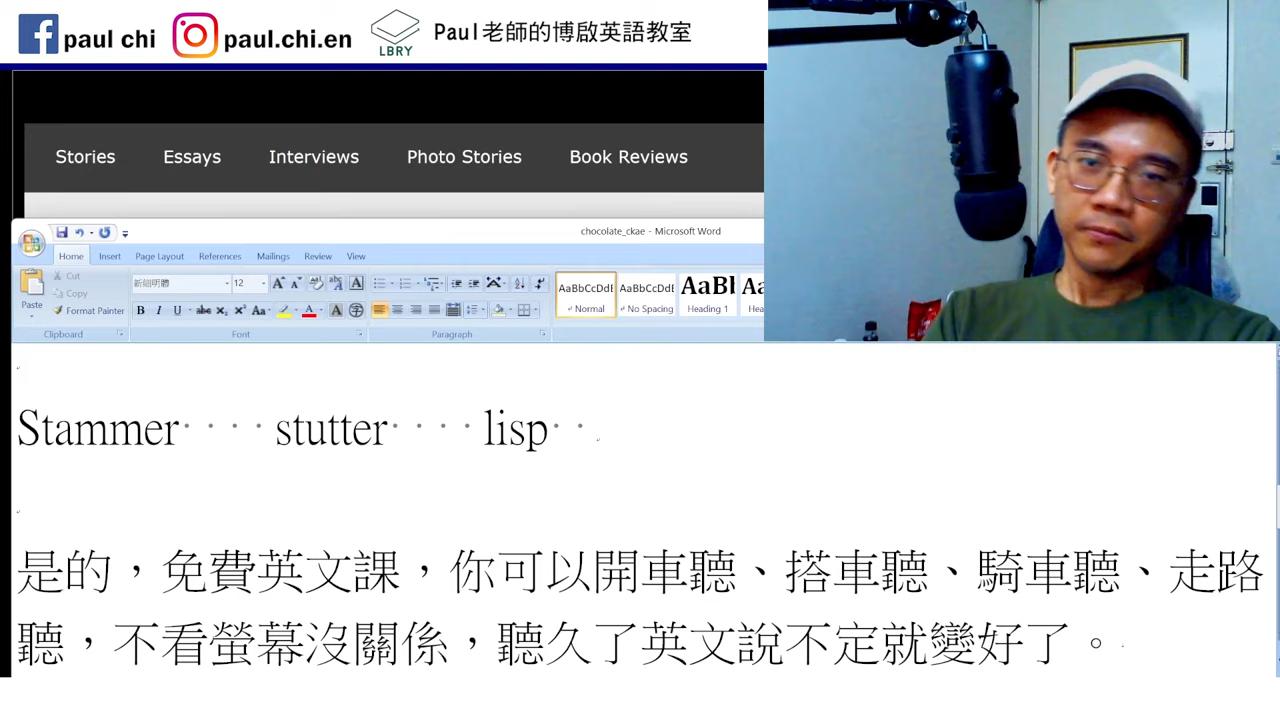 paul chi
paul.chi.en
LBRY
Paul老師的博啟英語教室
Stories Essays Interviews Photo Stories Book Reviews
chocolate_ckae - Microsoft Word
Home Insert Page Layout References Mailings Review View
Cut
Copy
Format Painter
Paste
Clipboard
新細明體 12
Font
Paragraph
AaBbCcDdE AaBbCcDdE AaBbC
Normal No Spacing Heading 1
Stammer stutter lisp
是的，免費英文課，你可以開車聽、搭車聽、騎車聽、走路
聽，不看螢幕沒關係，聽久了英文說不定就變好了。